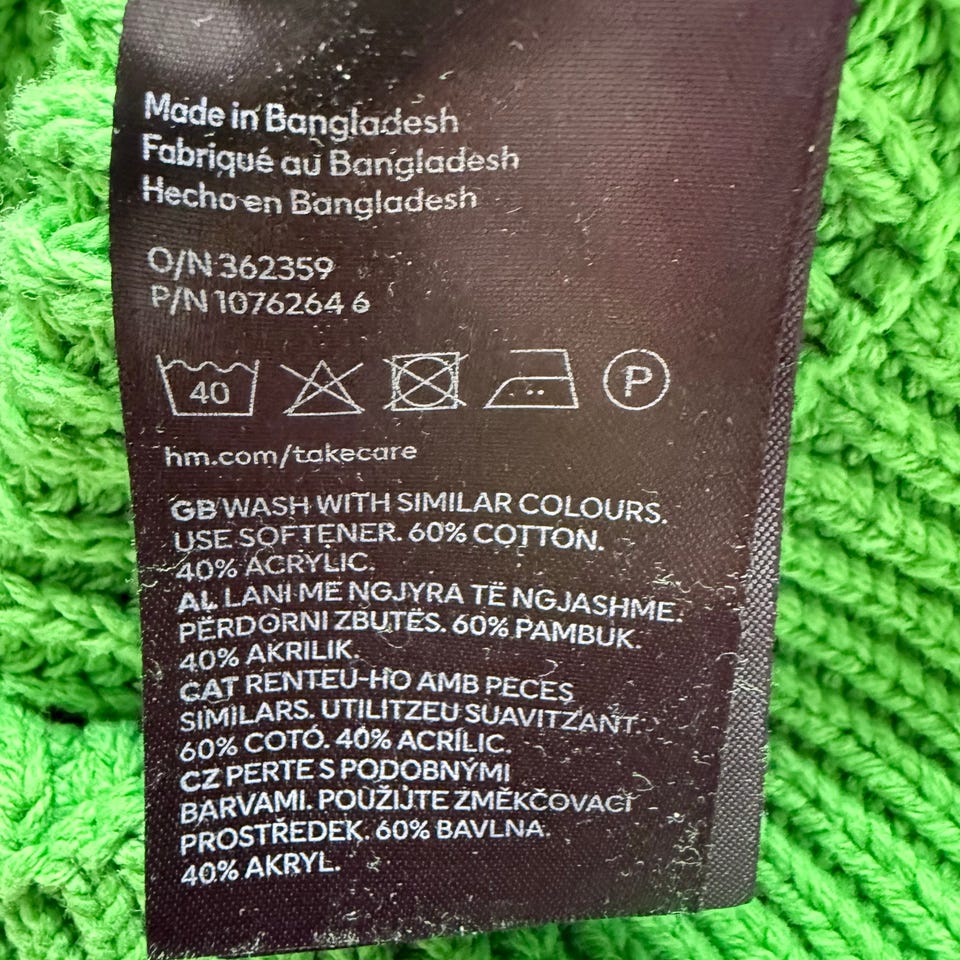 Made in Bangladesh
Fabriqué au Bangladesh
Hecho en Bangladesh
O/N 362359
P/N 1076264 6
40 P
hm.com/takecare
GB WASH WITH SIMILAR COLOURS.
USE SOFTENER. 60% COTTON.
40% ACRYLIC.
AL LANI ME NGJYRA TË NGJASHME.
PËRDORNI ZBUTËS. 60% PAMBUK.
40% AKRILIK.
CAT RENTEU-HO AMB PECES
SIMILARS. UTILITZEU SUAVITZANT.
60% COTÓ. 40% ACRÍLIC.
CZ PERTE S PODOBNÝMI
BARVAMI. POUŽIJTE ZMĚKČOVACÍ
PROSTŘEDEK. 60% BAVLNA.
40% AKRYL.